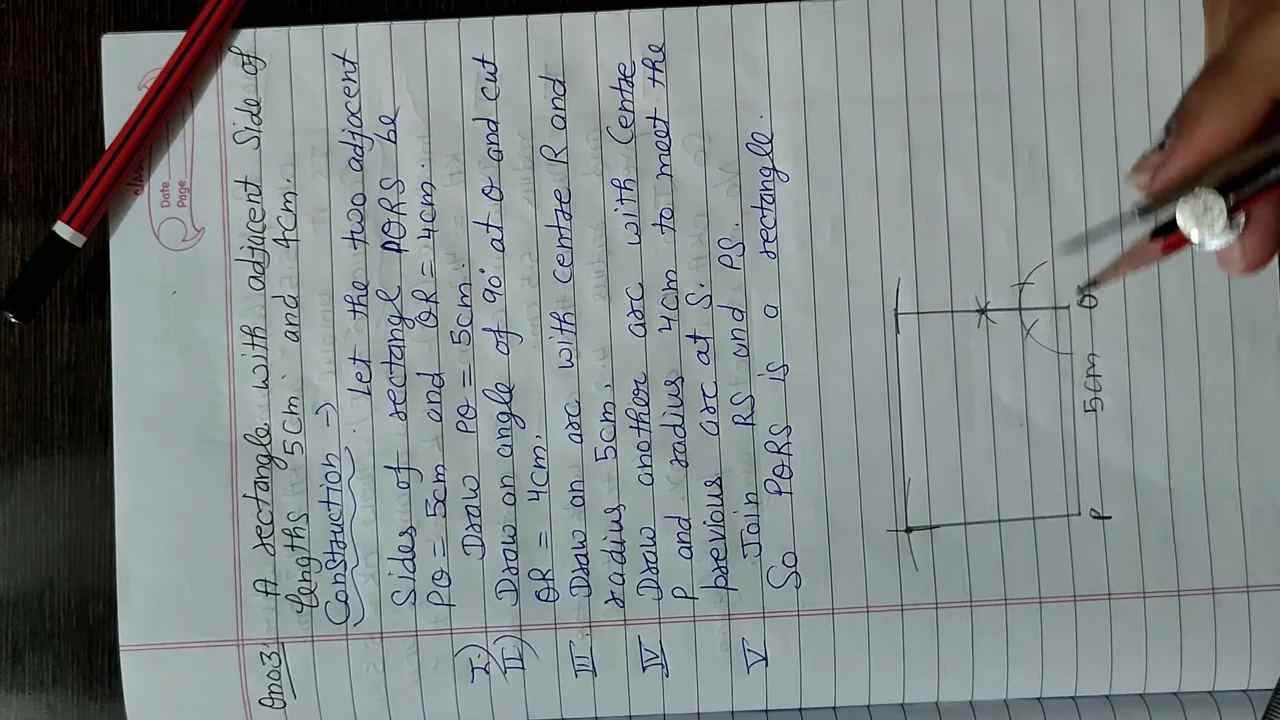 Date
Page
Qno3. A rectangle with adjacent side of
lengths 5cm and 4cm.
Construction → Let the two adjacent
sides of rectangle PQRS be
PQ = 5cm and QR = 4cm.
I) Draw PQ = 5cm.
II) Draw an angle of 90° at Q and cut
QR = 4cm.
III. Draw an arc with centre R and
radius 5cm.
IV Draw another arc with Centre
P and radius 4cm to meet the
previous arc at S.
V Join RS and PS.
So PQRS is a rectangle.
P 5cm Q